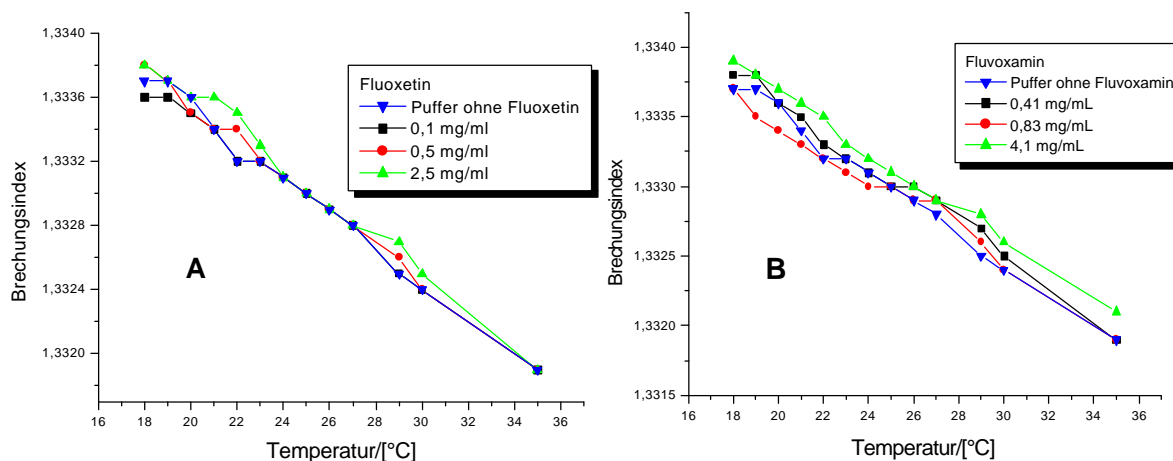 1,3340
1,3336
1,3332
1,3328
1,3324
1,3320
Brechungsindex
16 18 20 22 24 26 28 30 32 34 36
Temperatur/[°C]
A
Fluoxetin
Puffer ohne Fluoxetin
0,1 mg/ml
0,5 mg/ml
2,5 mg/ml
1,3340
1,3335
1,3330
1,3325
1,3320
1,3315
Brechungsindex
16 18 20 22 24 26 28 30 32 34 36
Temperatur/[°C]
B
Fluvoxamin
Puffer ohne Fluvoxamin
0,41 mg/mL
0,83 mg/mL
4,1 mg/mL